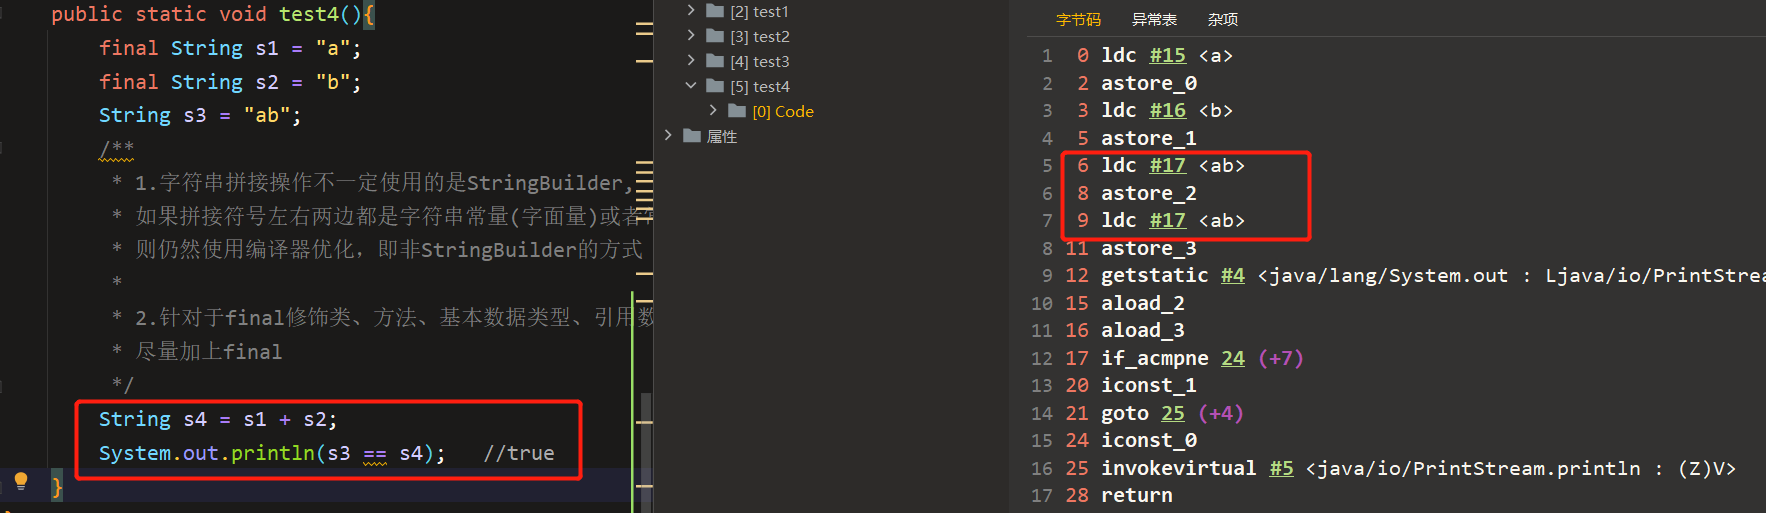 public static void test4(){
final String s1 = "a";
final String s2 = "b";
String s3 = "ab";
/**
* 1.字符串拼接操作不一定使用的是StringBuilder,
* 如果拼接符号左右两边都是字符串常量(字面量)或者
* 则仍然使用编译器优化，即非StringBuilder的方式
*
* 2.针对于final修饰类、方法、基本数据类型、引用数
* 尽量加上final
*/
String s4 = s1 + s2;
System.out.println(s3 == s4); //true
}
[2] test1
[3] test2
[4] test3
[5] test4
[0] Code
属性
字节码 异常表 杂项
1 0 ldc #15 <a>
2 2 astore_0
3 3 ldc #16 <b>
4 5 astore_1
5 6 ldc #17 <ab>
6 8 astore_2
7 9 ldc #17 <ab>
8 11 astore_3
9 12 getstatic #4 <java/lang/System.out : Ljava/io/PrintStrea
10 15 aload_2
11 16 aload_3
12 17 if_acmpne 24 (+7)
13 20 iconst_1
14 21 goto 25 (+4)
15 24 iconst_0
16 25 invokevirtual #5 <java/io/PrintStream.println : (Z)V>
17 28 return